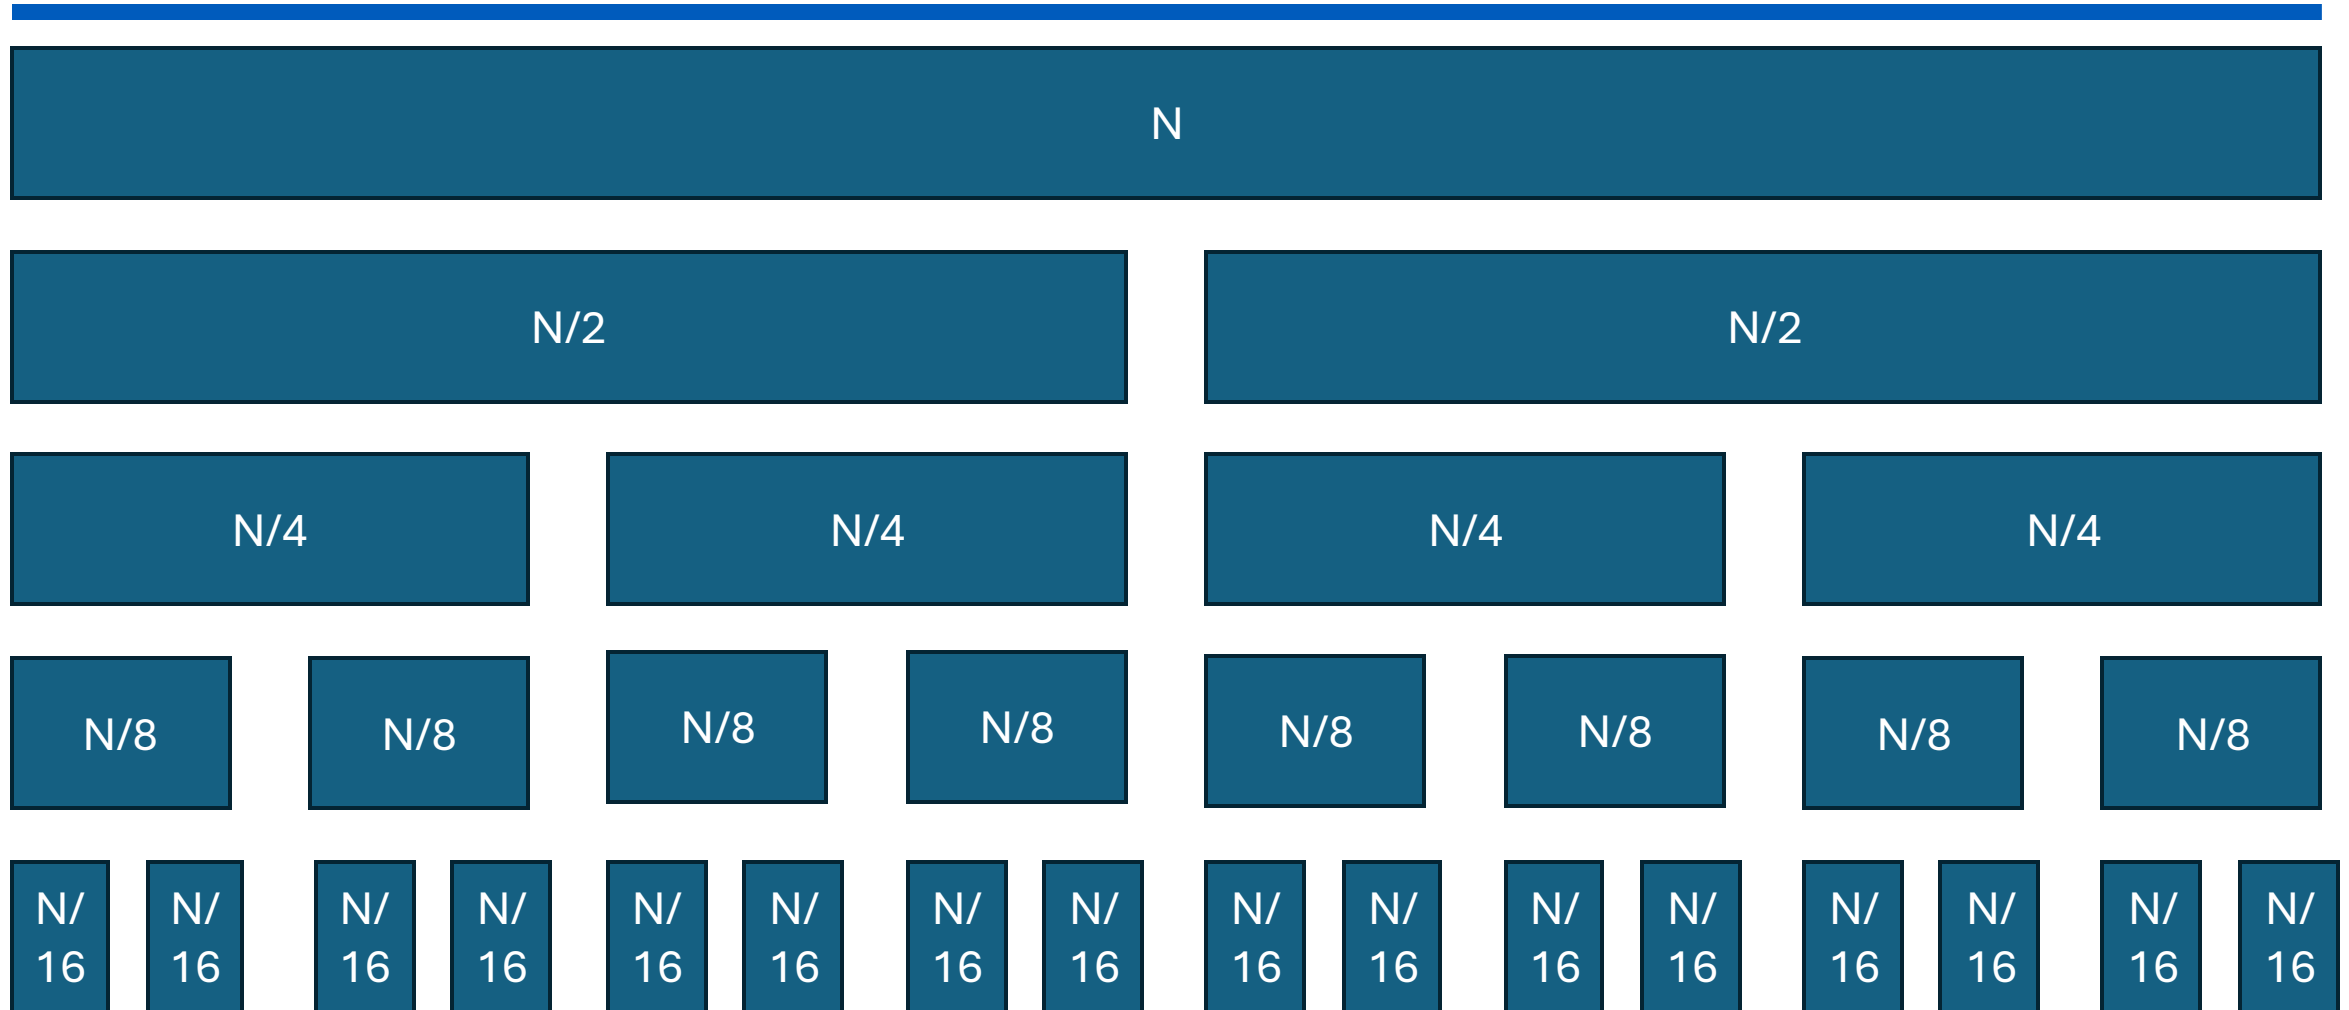 N
N/2 N/2
N/4 N/4 N/4 N/4
N/8 N/8 N/8 N/8 N/8 N/8 N/8 N/8
N/ N/ N/ N/ N/ N/ N/ N/ N/ N/ N/ N/ N/ N/ N/ N/
16 16 16 16 16 16 16 16 16 16 16 16 16 16 16 16